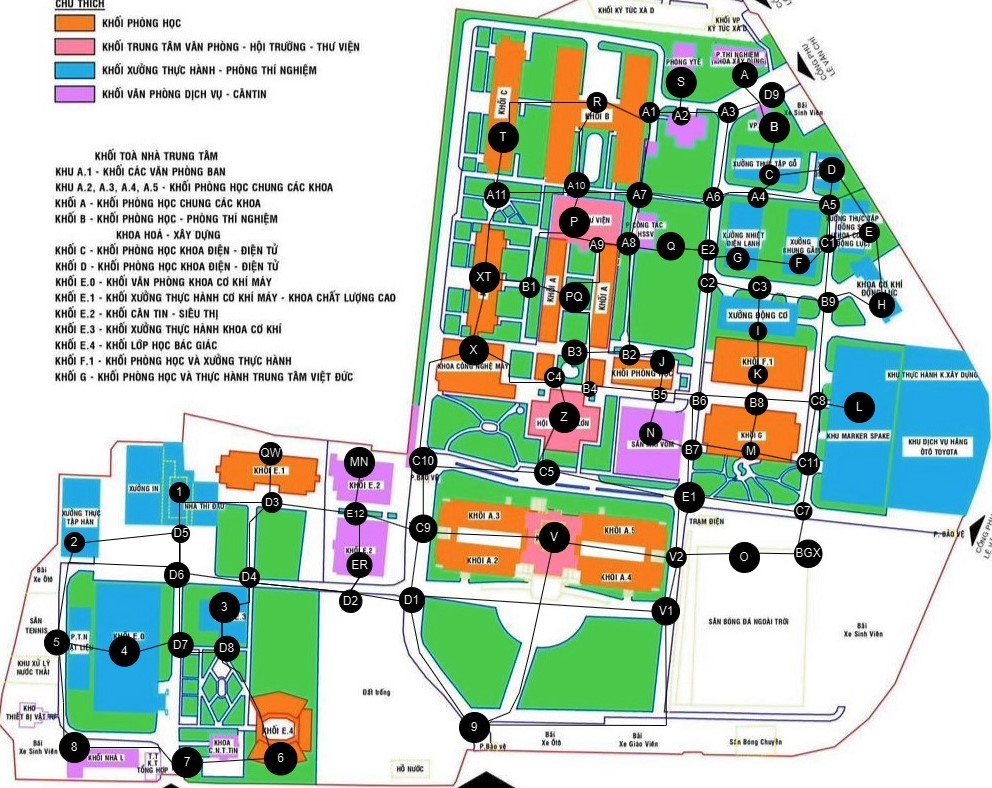 CHÚ THÍCH
KHỐI PHÒNG HỌC
KHỐI TRUNG TÂM VĂN PHÒNG - HỘI TRƯỜNG - THƯ VIỆN
KHỐI XƯỞNG THỰC HÀNH - PHÒNG THÍ NGHIỆM
KHỐI VĂN PHÒNG DỊCH VỤ - CĂNTIN
KHỐI TOÀ NHÀ TRUNG TÂM
KHU A.1 - KHỐI CÁC VĂN PHÒNG BAN
KHU A.2, A.3, A.4, A.5 - KHỐI PHÒNG HỌC CHUNG CÁC KHOA
KHỐI A - KHỐI PHÒNG HỌC CHUNG CÁC KHOA
KHỐI B - KHỐI PHÒNG HỌC - PHÒNG THÍ NGHIỆM
KHOA HOÁ - XÂY DỰNG
KHỐI C - KHỐI PHÒNG HỌC KHOA ĐIỆN - ĐIỆN TỬ
KHỐI D - KHỐI PHÒNG HỌC KHOA ĐIỆN - ĐIỆN TỬ
KHỐI E.0 - KHỐI VĂN PHÒNG KHOA CƠ KHÍ MÁY
KHỐI E.1 - KHỐI XƯỞNG THỰC HÀNH CƠ KHÍ MÁY - KHOA CHẤT LƯỢNG CAO
KHỐI E.2 - KHỐI CĂN TIN - SIÊU THỊ
KHỐI E.3 - KHỐI XƯỞNG THỰC HÀNH KHOA CƠ KHÍ
KHỐI E.4 - KHỐI LỚP HỌC BÁC GIÁC
KHỐI F.1 - KHỐI PHÒNG HỌC VÀ XƯỞNG THỰC HÀNH
KHỐI G - KHỐI PHÒNG HỌC VÀ THỰC HÀNH TRUNG TÂM VIỆT ĐỨC
KHỐI KÝ TÚC XÁ D
KHỐI VP
KÝ TÚC XÁ D
CỔNG PHỤ
LÊ VĂN CHÍ
PHÒNG Y TẾ
P.THÍ NGHIỆM
(KHOA XÂY DỰNG)
S
A
D9
R
A1
A2
A3
Bãi
Xe Sinh Viên
KHỐI C
KHỐI B
VP.
B
T
XƯỞNG THỰC TẬP GỖ
C
D
A11
A10
A7
A6
A4
A5
P
VIỆN
P.CÔNG TÁC
HSSV
A9
A8
Q
E2
XƯỞNG NHIỆT
ĐIỆN LẠNH
G
XƯỞNG
F
C1
E
XT
B1
KHỐI A
PQ
KHỐI A
C2
C3
B9
KHOA CƠ KHÍ
H
XƯỞNG ĐỘNG CƠ
I
X
KHOA CÔNG NGHỆ MAY
B3
B2
J
KHỐI PHÒNG HỌC
KHỐI F.1
K
KHU THỰC HÀNH K.XÂY DỰNG
C4
B4
B5
B6
B8
C8
L
Z
HỘI
LỚN
N
SÂN
VÒM
B7
KHỐI G
M
C11
KHU MARKER SPAKE
KHU DỊCH VỤ HÃNG
ÔTÔ TOYOTA
C10
P.BẢO VỆ
C5
E1
C7
TRẠM ĐIỆN
P. BẢO VỆ
QW
KHỐI E.1
MN
KHỐI E.2
XƯỞNG IN
1
NHÀ THI ĐẤU
D3
E12
C9
KHỐI A.3
KHỐI A.5
V
KHỐI A.2
KHỐI A.4
V2
O
BGX
XƯỞNG THỰC
TẬP HÀN
2
D5
KHỐI E.2
ER
Bãi
Xe Ôtô
D6
D4
D2
D1
V1
SÂN
TENNIS
3
5
P.T.N
4
KHỐI E.0
D7
D8
SÂN BÓNG ĐÁ NGOÀI TRỜI
Bãi
Xe Sinh Viên
KHU XỬ LÝ
NƯỚC THẢI
KHO
THIẾT BỊ VẬT TƯ
Đất trống
Bãi
Xe Sinh Viên
8
KHỐI NHÀ L
T.T
K.T
TỔNG HỢP
7
KHOA
C.N.T.TIN
KHỐI E.4
6
9
P.Bảo vệ
Bãi
Xe Ôtô
Bãi
Xe Giáo Viên
Sân Bóng Chuyền
HỒ NƯỚC